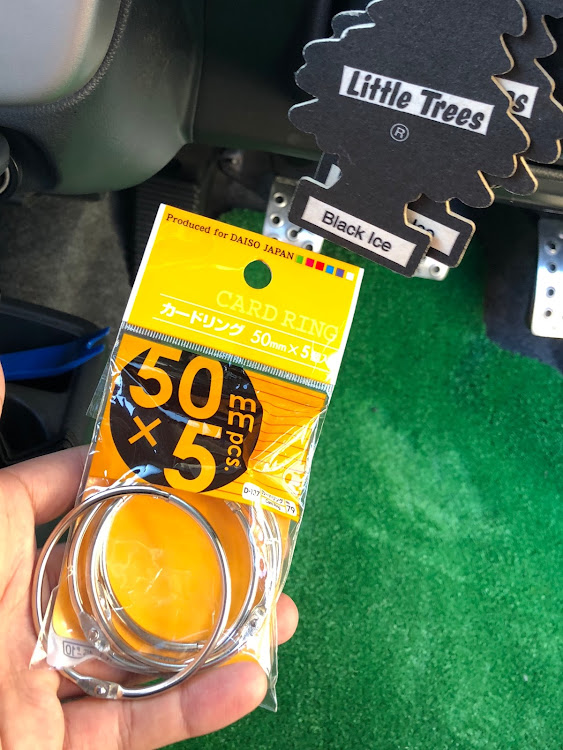 Little Trees
®
Black Ice
Produced for DAISO JAPAN
CARD RING
カードリング 50mm×5個入
50 mm
×5 pcs.